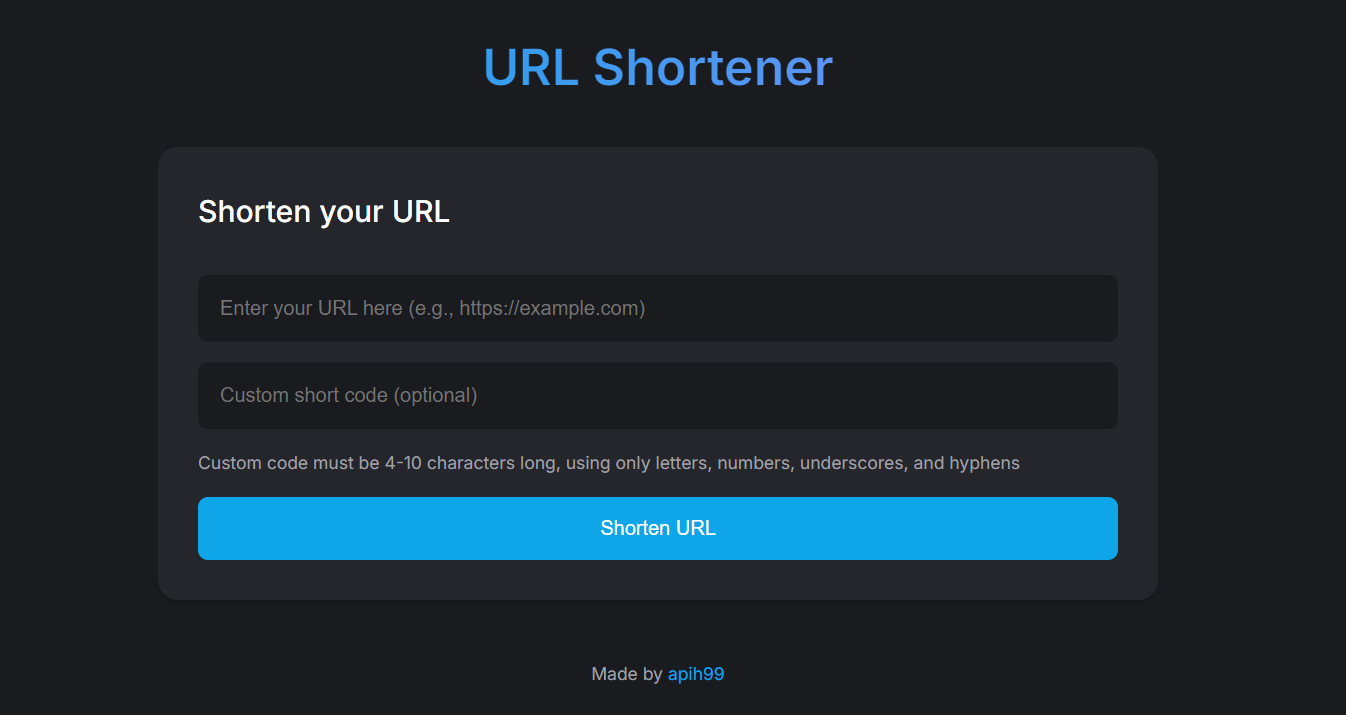 URL Shortener
Shorten your URL
Enter your URL here (e.g., https://example.com)
Custom short code (optional)
Custom code must be 4-10 characters long, using only letters, numbers, underscores, and hyphens
Shorten URL
Made by apih99